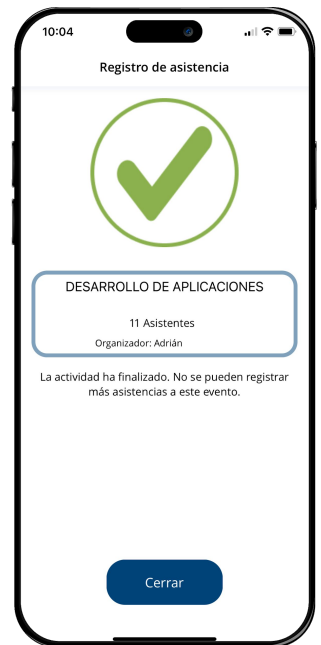 10:04
Registro de asistencia
DESARROLLO DE APLICACIONES
11 Asistentes
Organizador: Adrián
La actividad ha finalizado. No se pueden registrar
más asistencias a este evento.
Cerrar